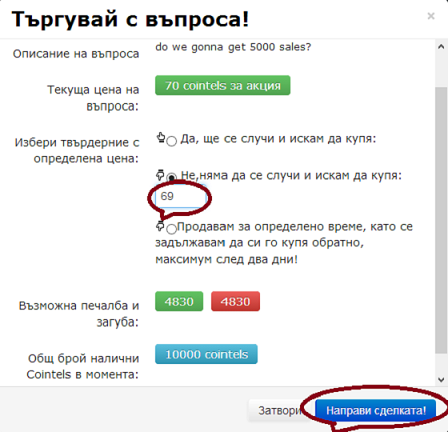 Търгувай с въпроса!
×
Описание на въпроса
do we gonna get 5000 sales?
Текуща цена на
въпроса:
70 cointels за акция
Избери твърдерние с
определена цена:
Да, ще се случи и искам да купя:
Не,няма да се случи и искам да купя:
69
Продавам за определено време, като се
задължавам да си го купя обратно,
максимум след два дни!
Възможна печалба и
загуба:
4830 4830
Общ брой налични
Cointels в момента:
10000 cointels
Затвори Направи сделката!